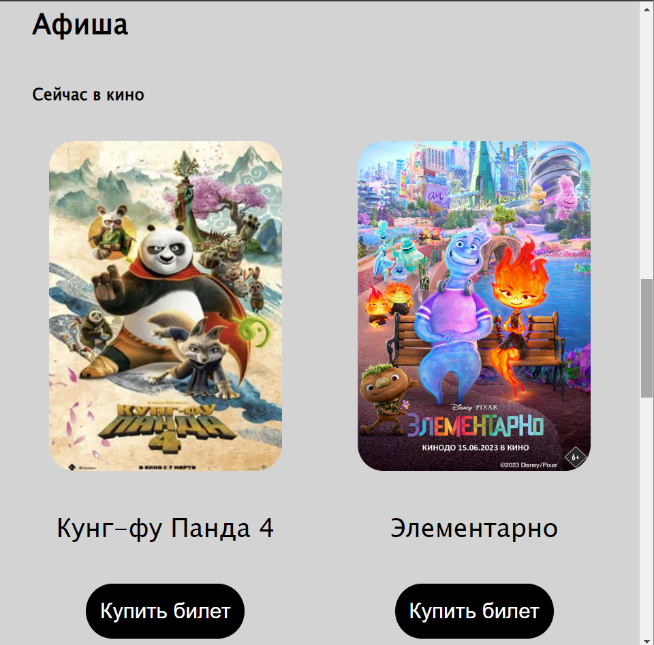 Афиша
Сейчас в кино
КУНГ-ФУ
ПАНДА
4
В КИНО С 7 МАРТА
Disney · PIXAR
ЭЛЕМЕНТАРНО
КИНОДО 15.06.2023 В КИНО
©2023 Disney/Pixar
6+
Кунг-фу Панда 4
Элементарно
Купить билет
Купить билет